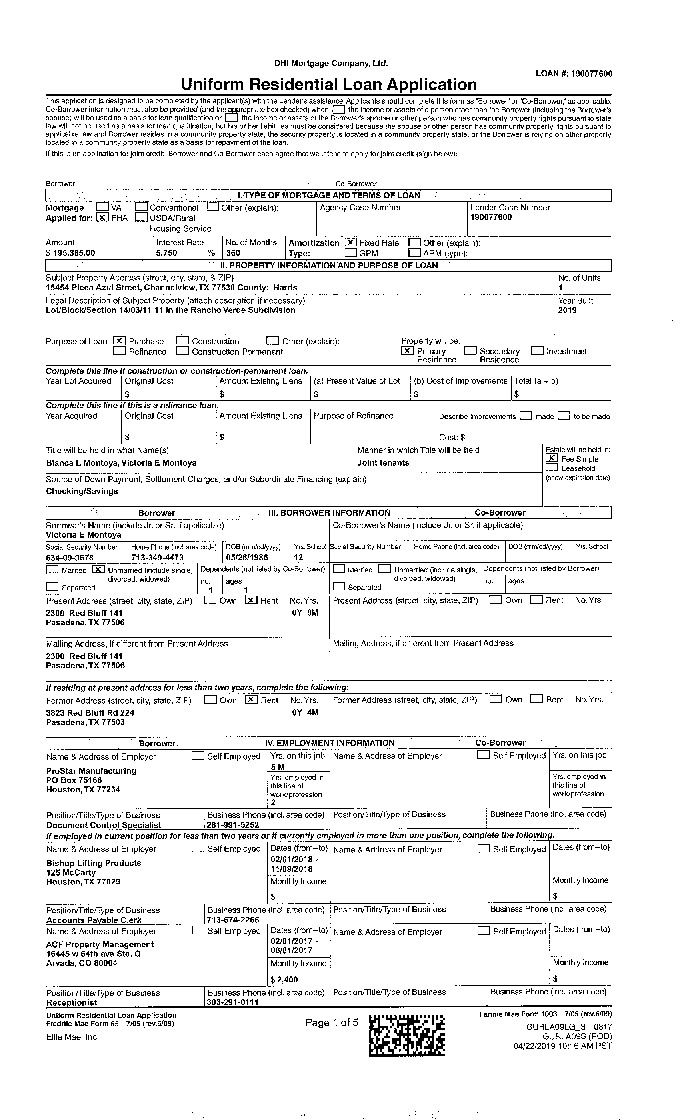 DHI Mortgage Company, Ltd.
LOAN #: 190077600
Uniform Residential Loan Application
This application is designed to be completed by the applicant(s) with the Lender's assistance. Applicants should complete this form as "Borrower" or "Co-Borrower," as applicable.
Co-Borrower information must also be provided (and the appropriate box checked) when the income or assets of a person other than the Borrower (including the Borrower's
spouse) will be used as a basis for loan qualification or the income or assets of the Borrower's spouse or other person who has community property rights pursuant to state
law will not be used as a basis for loan qualification, but his or her liabilities must be considered because the spouse or other person has community property rights pursuant to
applicable law and Borrower resides in a community property state, the security property is located in a community property state, or the Borrower is relying on other property
located in a community property state as a basis for repayment of the loan.
If this is an application for joint credit, Borrower and Co-Borrower each agree that we intend to apply for joint credit (sign below):
Borrower Co-Borrower
I. TYPE OF MORTGAGE AND TERMS OF LOAN
Mortgage VA Conventional Other (explain): Agency Case Number Lender Case Number
Applied for: X FHA USDA/Rural 190077600
Housing Service
Amount Interest Rate No. of Months Amortization X Fixed Rate Other (explain):
$ 5.750 % 360 Type: GPM ARM (type):
II. PROPERTY INFORMATION AND PURPOSE OF LOAN
Subject Property Address (street, city, state, & ZIP) No. of Units
Azul Street, Channelview, TX 77530 County: Harris 1
Legal Description of Subject Property (attach description if necessary) Year Built
Lot/Block/Section 14/03/11 11 in the Rancho Verde Subdivision 2019
Purpose of Loan X Purchase Construction Other (explain): Property will be:
Refinance Construction-Permanent X Primary Secondary Investment
Residence Residence
Complete this line if construction or construction-permanent loan.
Year Lot Acquired Original Cost Amount Existing Liens (a) Present Value of Lot (b) Cost of Improvements Total (a + b)
$ $ $ $ $
Complete this line if this is a refinance loan.
Year Acquired Original Cost Amount Existing Liens Purpose of Refinance Describe Improvements made to be made
$ $ Cost: $
Title will be held in what Name(s) Manner in which Title will be held Estate will be held in:
Blanca L Montoya, Victoria E Montoya Joint tenants X Fee Simple
Leasehold
Source of Down Payment, Settlement Charges, and/or Subordinate Financing (explain) (show expiration date)
Checking/Savings
Borrower III. BORROWER INFORMATION Co-Borrower
Borrower's Name (include Jr. or Sr. if applicable) Co-Borrower's Name (include Jr. or Sr. if applicable)
Victoria E Montoya
Social Security Number Home Phone (incl. area code) DOB (mm/dd/yyyy) Yrs. School Social Security Number Home Phone (incl. area code) DOB (mm/dd/yyyy) Yrs. School
713-349-4473 05/26/1986 12
Married X Unmarried (include single, Dependents (not listed by Co-Borrower) Married Unmarried (include single, Dependents (not listed by Borrower)
divorced, widowed) no. ages divorced, widowed) no. ages
Separated 1 1 Separated
Present Address (street, city, state, ZIP) Own X Rent No. Yrs. Present Address (street, city, state, ZIP) Own Rent No. Yrs.
2300 Red Bluff 141 0Y 9M
Pasadena, TX 77506
Mailing Address, if different from Present Address Mailing Address, if different from Present Address
2300 Red Bluff 141
Pasadena, TX 77506
If residing at present address for less than two years, complete the following:
Former Address (street, city, state, ZIP) Own X Rent No. Yrs. Former Address (street, city, state, ZIP) Own Rent No. Yrs.
3823 Red Bluff Rd 224 0Y 4M
Pasadena, TX 77503
Borrower IV. EMPLOYMENT INFORMATION Co-Borrower
Name & Address of Employer Self Employed Yrs. on this job Name & Address of Employer Self Employed Yrs. on this job
ProStar Manufacturing 5 M
PO Box 75166 Yrs. employed in Yrs. employed in
Houston, TX 77234 this line of this line of
work/profession work/profession
2
Position/Title/Type of Business Business Phone (incl. area code) Position/Title/Type of Business Business Phone (incl. area code)
Document Control Specialist 281-991-5252
If employed in current position for less than two years or if currently employed in more than one position, complete the following:
Name & Address of Employer Self Employed Dates (from–to) Name & Address of Employer Self Employed Dates (from–to)
Bishop Lifting Products 02/01/2018 -
125 McCarty 11/09/2018
Houston, TX 77029 Monthly Income Monthly Income
$ $
Position/Title/Type of Business Business Phone (incl. area code) Position/Title/Type of Business Business Phone (incl. area code)
Accounts Payable Clerk 713-674-2266
Name & Address of Employer Self Employed Dates (from–to) Name & Address of Employer Self Employed Dates (from–to)
ACF Property Management 02/01/2017 -
16445 w 64th ave Ste. Q 08/01/2017
Arvada, CO 80004 Monthly Income Monthly Income
$ 2,400 $
Position/Title/Type of Business Business Phone (incl. area code) Position/Title/Type of Business Business Phone (incl. area code)
Receptionist 303-291-0111
Uniform Residential Loan Application
Freddie Mac Form 65 7/05 (rev.6/09) Page 1 of 5 Fannie Mae Form 1003 7/05 (rev.6/09)
Ellie Mae, Inc. 0817
(POD)
04/22/2019 PST